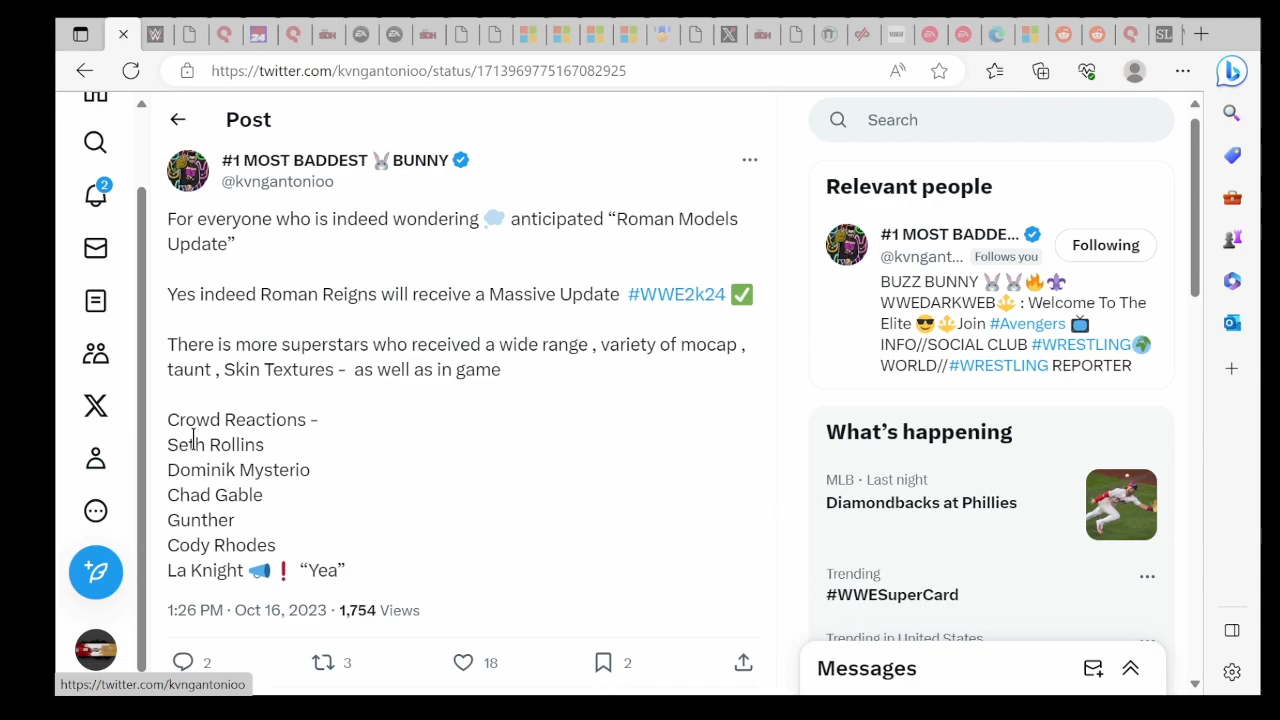 https://twitter.com/kvngantonioo/status/1713969775167082925
Post
#1 MOST BADDEST 🐰BUNNY
@kvngantonioo
For everyone who is indeed wondering 💭 anticipated “Roman Models
Update”
Yes indeed Roman Reigns will receive a Massive Update #WWE2k24 ✅
There is more superstars who received a wide range , variety of mocap ,
taunt , Skin Textures - as well as in game
Crowd Reactions -
Seth Rollins
Dominik Mysterio
Chad Gable
Gunther
Cody Rhodes
La Knight 📣❗ “Yea”
1:26 PM · Oct 16, 2023 · 1,754 Views
2
3
18
2
2
https://twitter.com/kvngantonioo
Search
Relevant people
#1 MOST BADDE...
@kvngant... Follows you
Following
BUZZ BUNNY 🐰🐰🔥⚜
WWEDARKWEB🔱 : Welcome To The
Elite 😎🔱Join #Avengers 📺
INFO//SOCIAL CLUB #WRESTLING🌍
WORLD//#WRESTLING REPORTER
What’s happening
MLB · Last night
Diamondbacks at Phillies
Trending
#WWESuperCard
Trending in United States
Messages